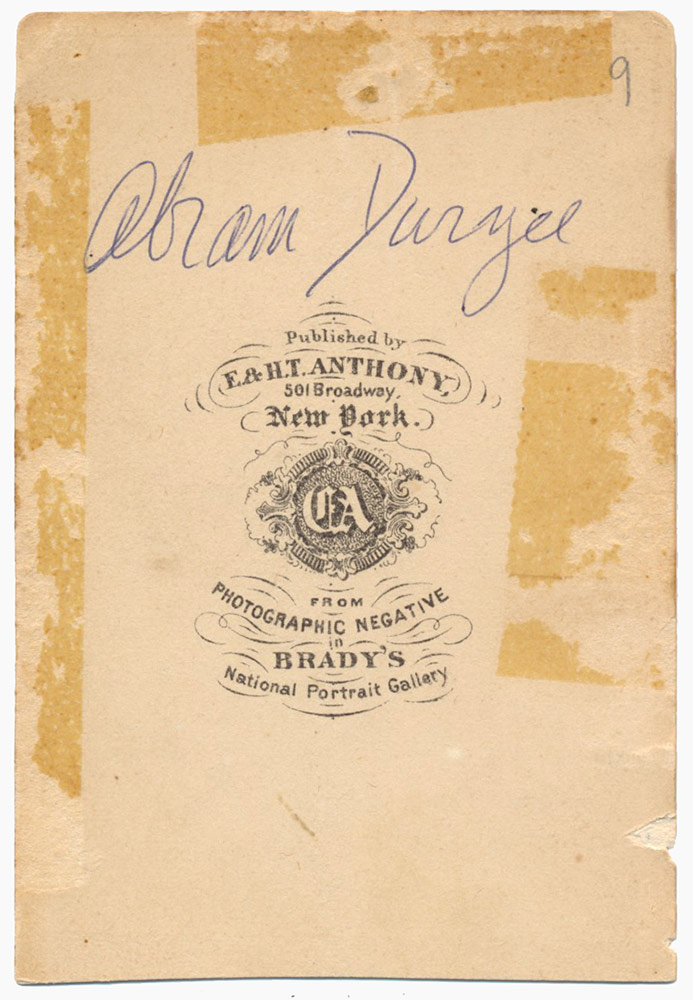 9
Abram Duryee
Published by
E. & H.T. ANTHONY,
501 Broadway,
New York.
EA
FROM
PHOTOGRAPHIC NEGATIVE
in
BRADY'S
National Portrait Gallery